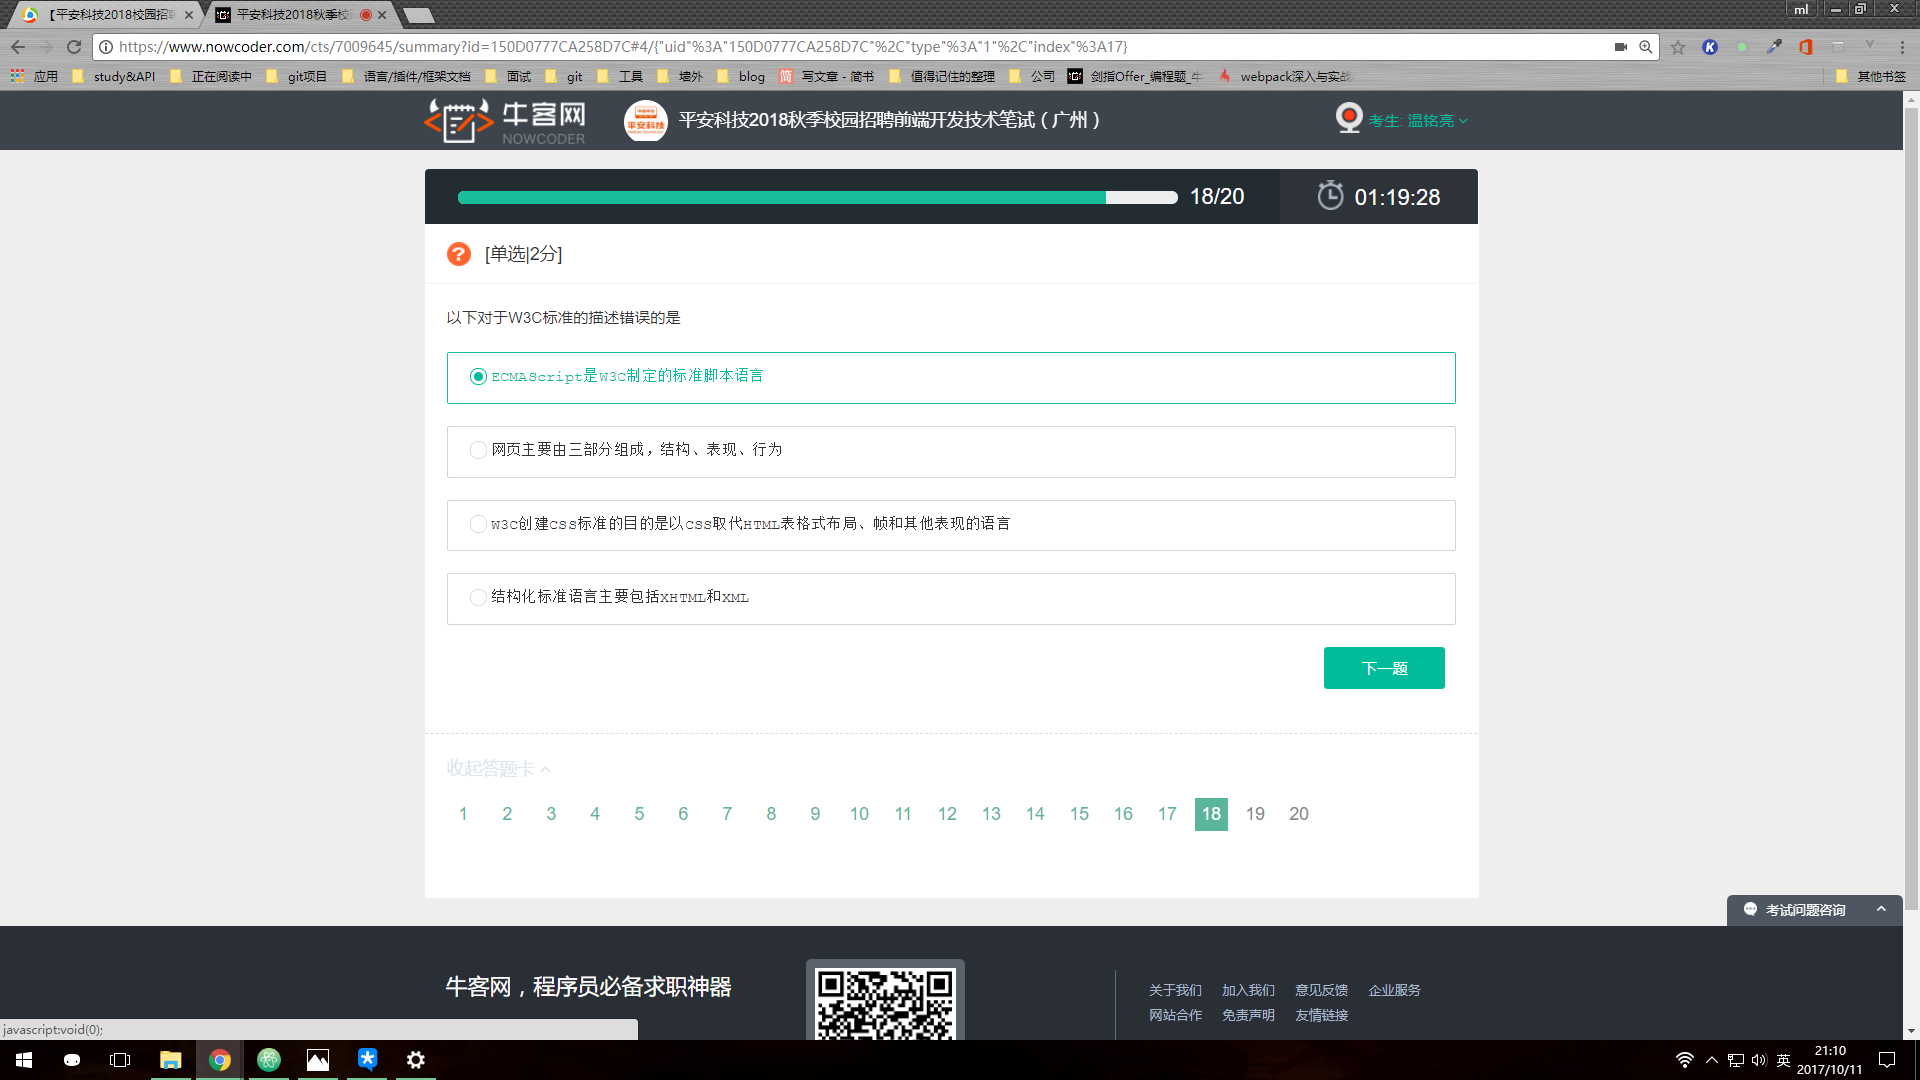 【平安科技2018校园招聘
平安科技2018秋季校园
ml
https://www.nowcoder.com/cts/7009645/summary?id=150D0777CA258D7C#4/{"uid"%3A"150D0777CA258D7C"%2C"type"%3A"1"%2C"index"%3A17}
应用 study&API 正在阅读中 git项目 语言/插件/框架文档 面试 git 工具 墙外 blog 简 写文章 - 简书 值得记住的整理 公司 剑指Offer_编程题_牛 webpack深入与实战 其他书签
牛客网
NOWCODER
平安科技
平安科技2018秋季校园招聘前端开发技术笔试（广州）
考生: 温铭亮
18/20
01:19:28
? [单选|2分]
以下对于W3C标准的描述错误的是
ECMAScript是W3C制定的标准脚本语言
网页主要由三部分组成，结构、表现、行为
W3C创建CSS标准的目的是以CSS取代HTML表格式布局、帧和其他表现的语言
结构化标准语言主要包括XHTML和XML
下一题
收起答题卡
1 2 3 4 5 6 7 8 9 10 11 12 13 14 15 16 17 18 19 20
考试问题咨询
牛客网，程序员必备求职神器
关于我们 加入我们 意见反馈 企业服务
网站合作 免责声明 友情链接
javascript:void(0);
英
21:10
2017/10/11